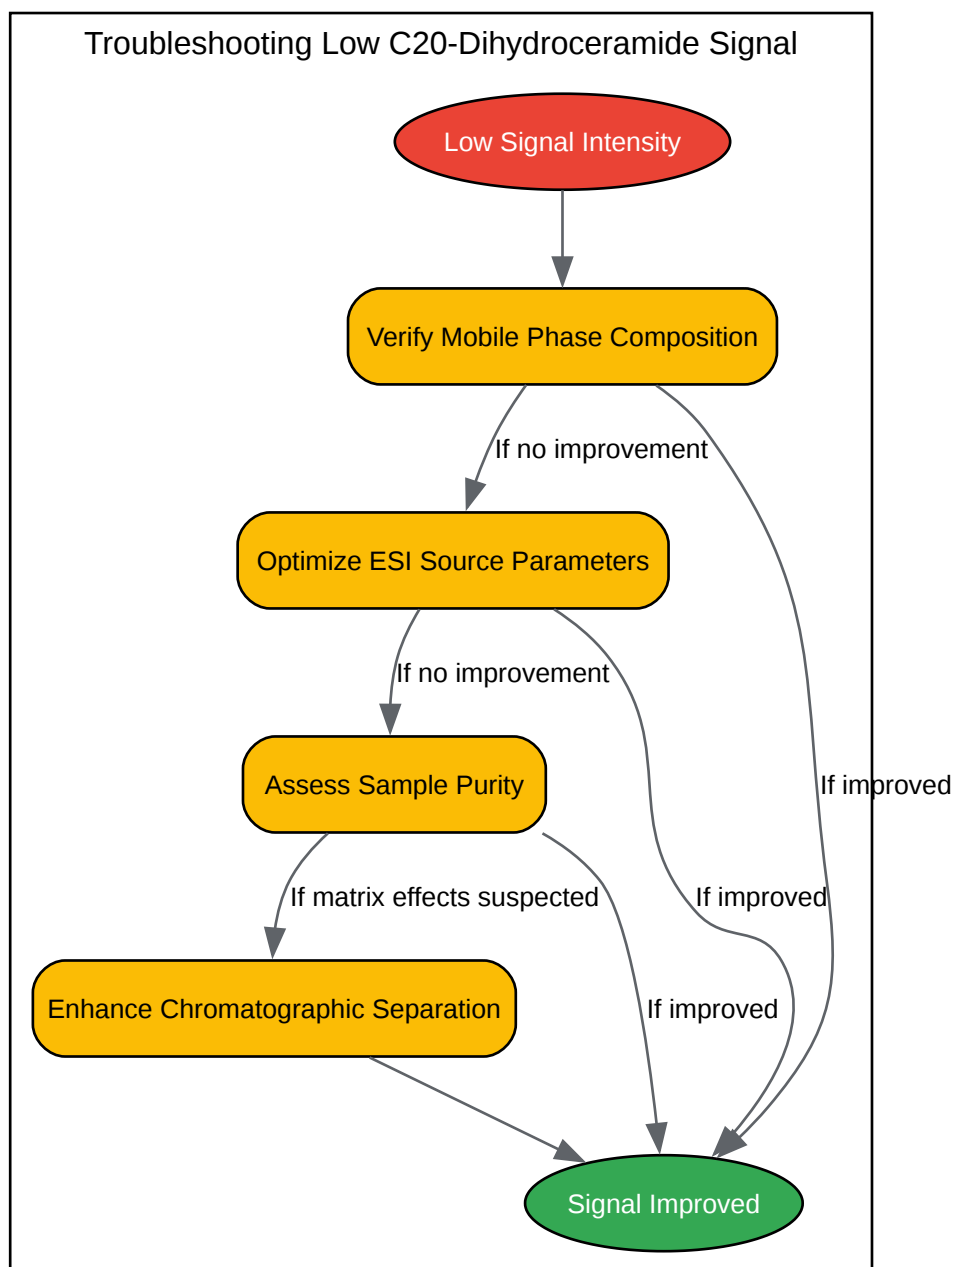 Troubleshooting Low C20-Dihydroceramide Signal
Low Signal Intensity
Verify Mobile Phase Composition
If no improvement
Optimize ESI Source Parameters
If no improvement
Assess Sample Purity
If improved
If matrix effects suspected
If improved
Enhance Chromatographic Separation
If improved
Signal Improved